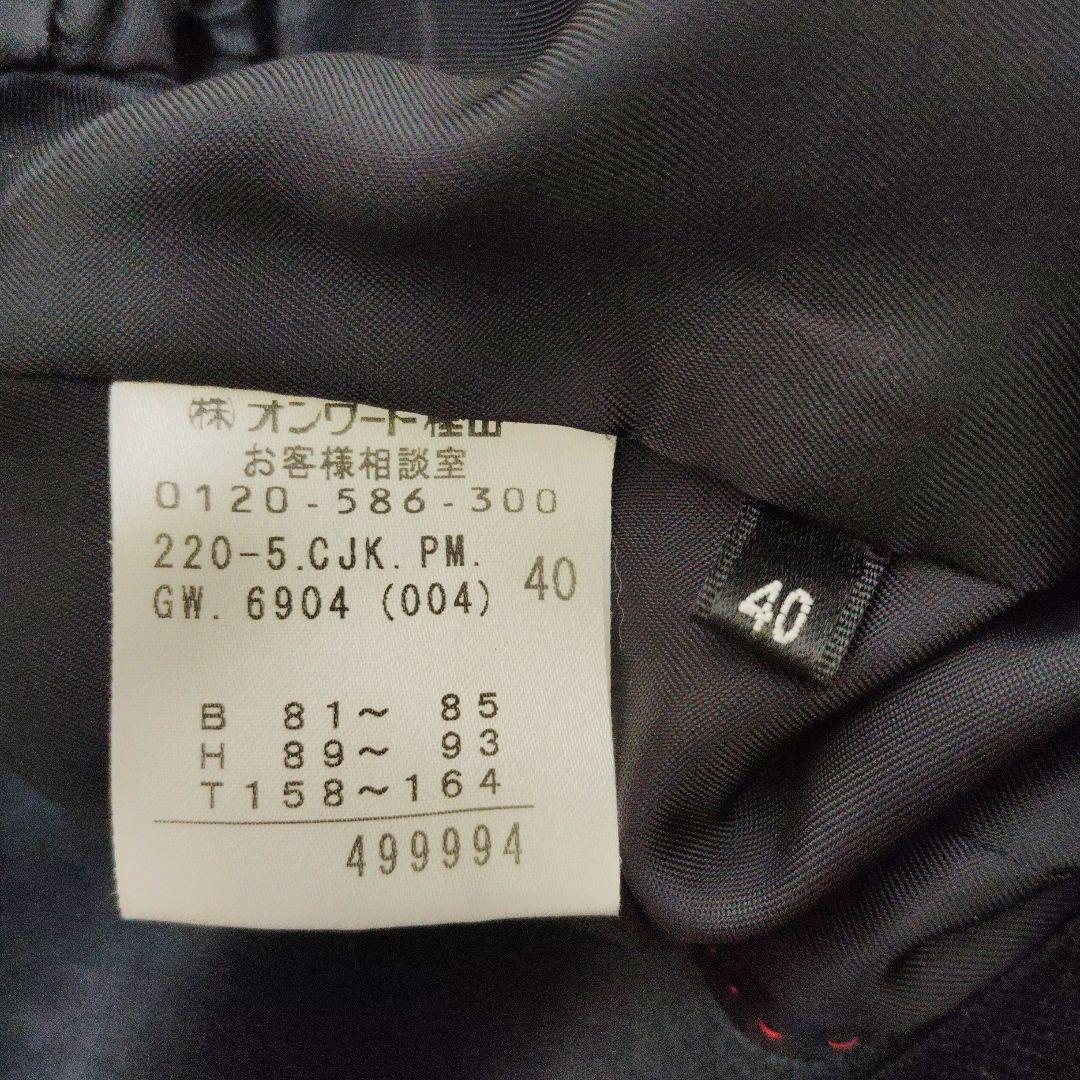 ㈱オンワード樫山
お客様相談室
0120-586-300
220-5.CJK.PM.
GW. 6904 (004) 40
B 81～ 85
H 89～ 93
T158～164
499994
40